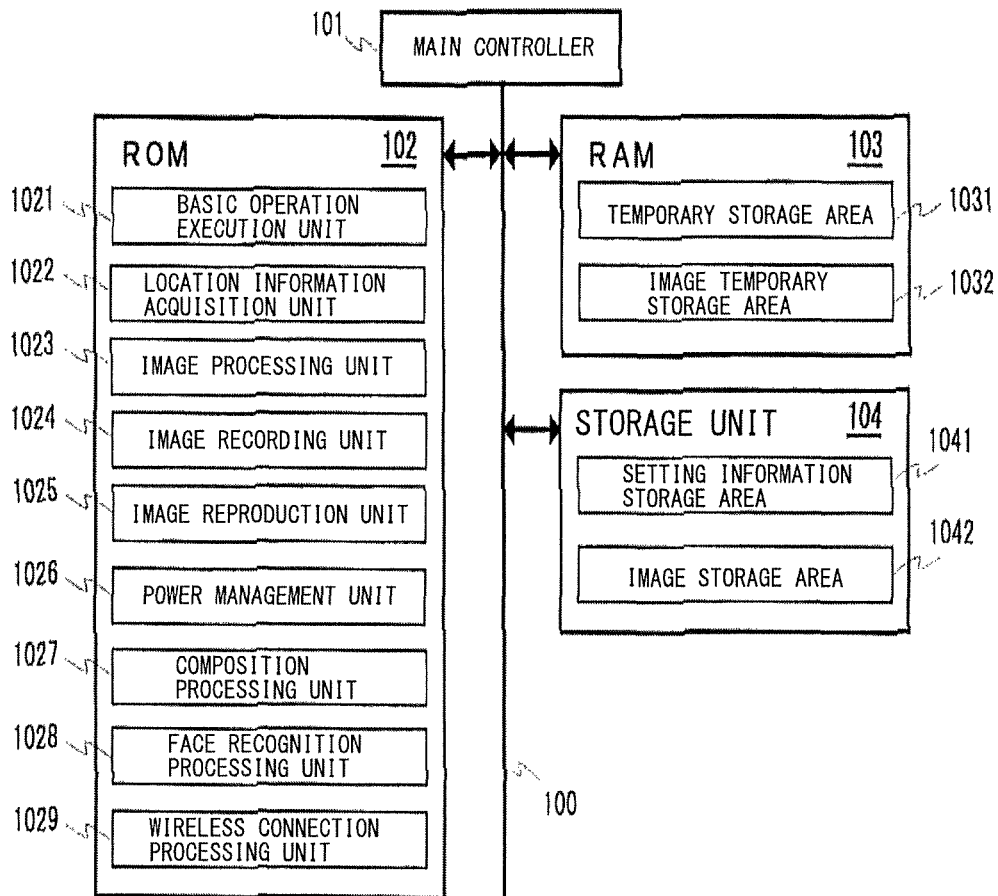 101
MAIN CONTROLLER
ROM 102
1021
BASIC OPERATION
EXECUTION UNIT
1022
LOCATION INFORMATION
ACQUISITION UNIT
1023
IMAGE PROCESSING UNIT
1024
IMAGE RECORDING UNIT
1025
IMAGE REPRODUCTION UNIT
1026
POWER MANAGEMENT UNIT
1027
COMPOSITION
PROCESSING UNIT
1028
FACE RECOGNITION
PROCESSING UNIT
1029
WIRELESS CONNECTION
PROCESSING UNIT
RAM 103
TEMPORARY STORAGE AREA
1031
IMAGE TEMPORARY
STORAGE AREA
1032
STORAGE UNIT 104
SETTING INFORMATION
STORAGE AREA
1041
IMAGE STORAGE AREA
1042
100